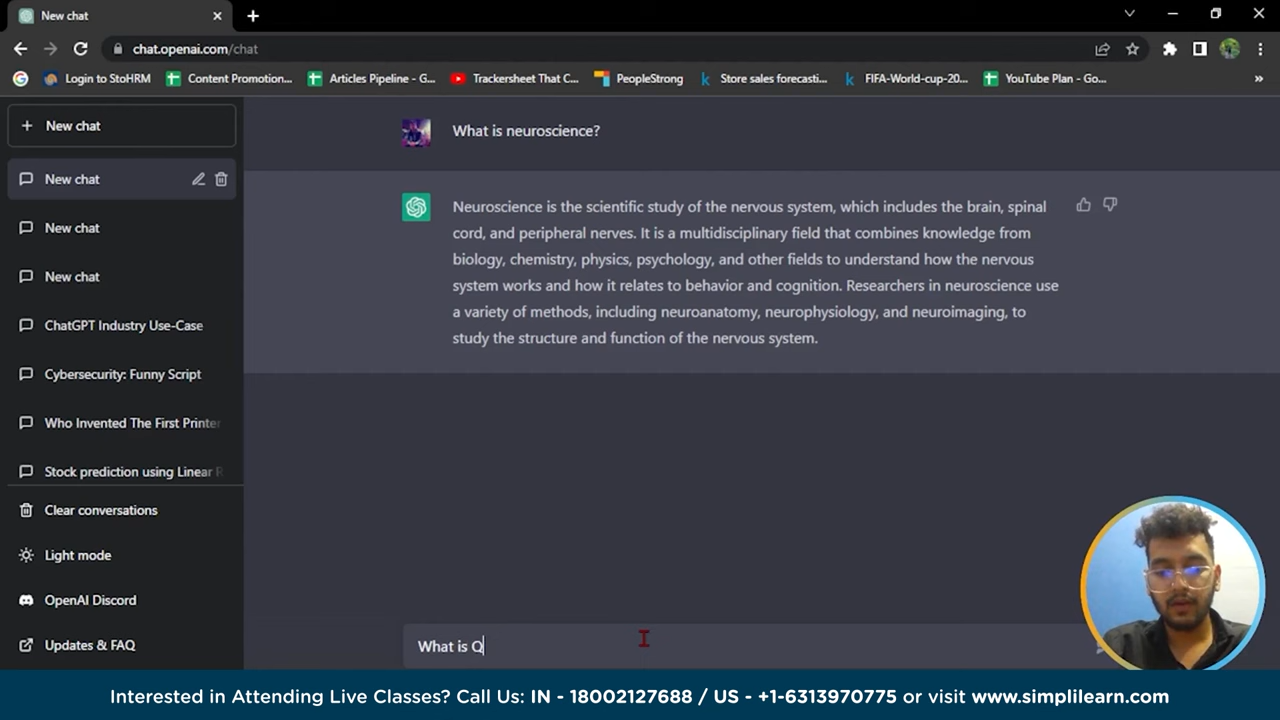 New chat
chat.openai.com/chat
Login to StoHRM
Content Promotion...
Articles Pipeline - G...
Trackersheet That C...
PeopleStrong
Store sales forecasti...
FIFA-World-cup-20...
YouTube Plan - Go...
»
+ New chat
New chat
New chat
New chat
ChatGPT Industry Use-Case
Cybersecurity: Funny Script
Who Invented The First Printer
Stock prediction using Linear R
Clear conversations
Light mode
OpenAI Discord
Updates & FAQ
What is neuroscience?
Neuroscience is the scientific study of the nervous system, which includes the brain, spinal
cord, and peripheral nerves. It is a multidisciplinary field that combines knowledge from
biology, chemistry, physics, psychology, and other fields to understand how the nervous
system works and how it relates to behavior and cognition. Researchers in neuroscience use
a variety of methods, including neuroanatomy, neurophysiology, and neuroimaging, to
study the structure and function of the nervous system.
What is Q
Interested in Attending Live Classes? Call Us: IN - 18002127688 / US - +1-6313970775 or visit www.simplilearn.com